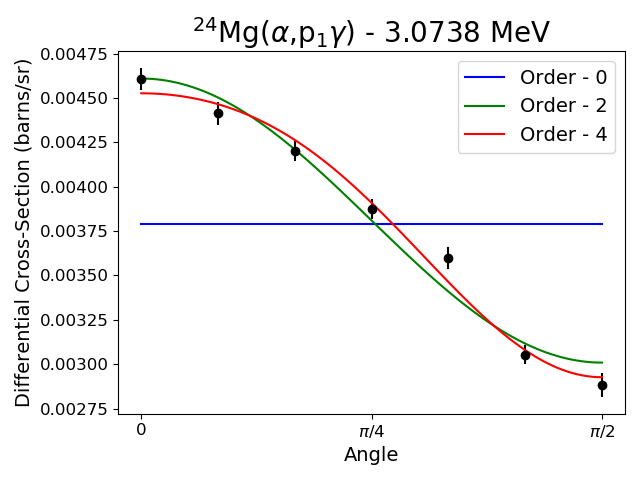 ²⁴Mg(α,p₁γ) - 3.0738 MeV
Differential Cross-Section (barns/sr)
0.00475
0.00450
0.00425
0.00400
0.00375
0.00350
0.00325
0.00300
0.00275
Order - 0
Order - 2
Order - 4
0
π/4
π/2
Angle